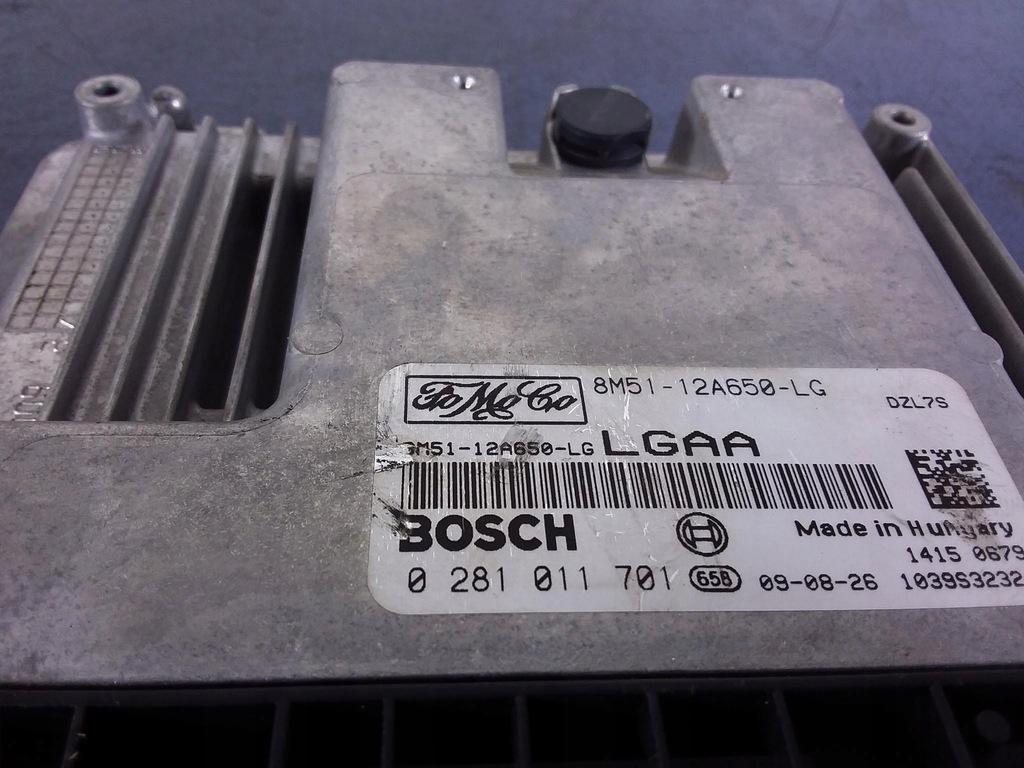 FoMoCo 8M51-12A650-LG
DZL7S
8M51-12A650-LG LGAA
BOSCH
Made in Hungary
1415 0679
0 281 011 701 658 09-08-26 1039S3232